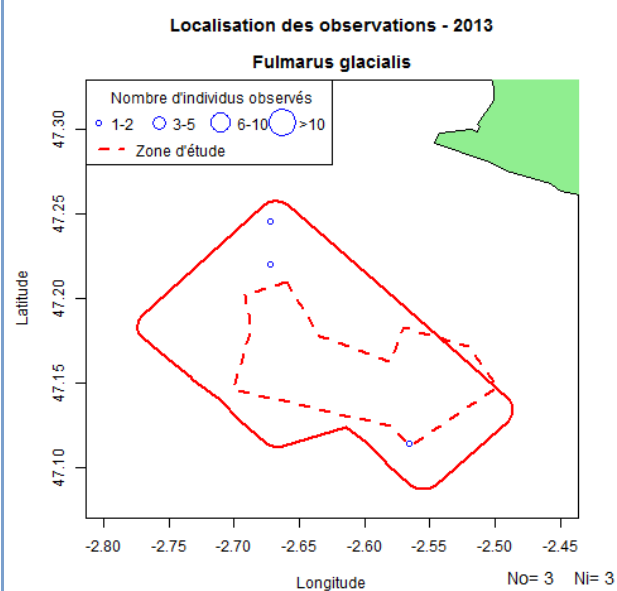 Localisation des observations - 2013
Fulmarus glacialis
Nombre d'individus observés
1-2 3-5 6-10 >10
Zone d'étude
47.30
47.25
47.20
47.15
47.10
Latitude
-2.80 -2.75 -2.70 -2.65 -2.60 -2.55 -2.50 -2.45
Longitude
No= 3 Ni= 3